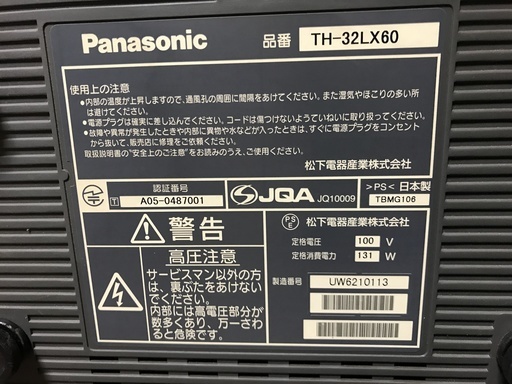 Panasonic 品番 TH-32LX60
使用上の注意
●内部の温度が上昇しますので、通風孔の周囲に間隔をあけてください。また湿気やほこりの多い所
は避けてください。
●電源プラグは確実に差し込んでください。コードは傷つけないようていねいに取り扱ってください。
●故障や異常が発生したときや内部に異物や水などが入ったときは、すぐに電源プラグをコンセント
から抜いて、販売店に修理をご依頼ください。
取扱説明書の"安全上のご注意"をお読みのうえ、ご使用ください。
松下電器産業株式会社
認証番号
T A05-0487001
JQA JQ10009
>PS< 日本製
TBMG106
警告
高圧注意
サービスマン以外の方
は、裏ぶたをあけない
でください。
内部には高電圧部分が
数多くあり、万一さわる
と危険です。
PSE 松下電器産業株式会社
定格電圧 100 V
定格消費電力 131 W
製造番号 UW6210113